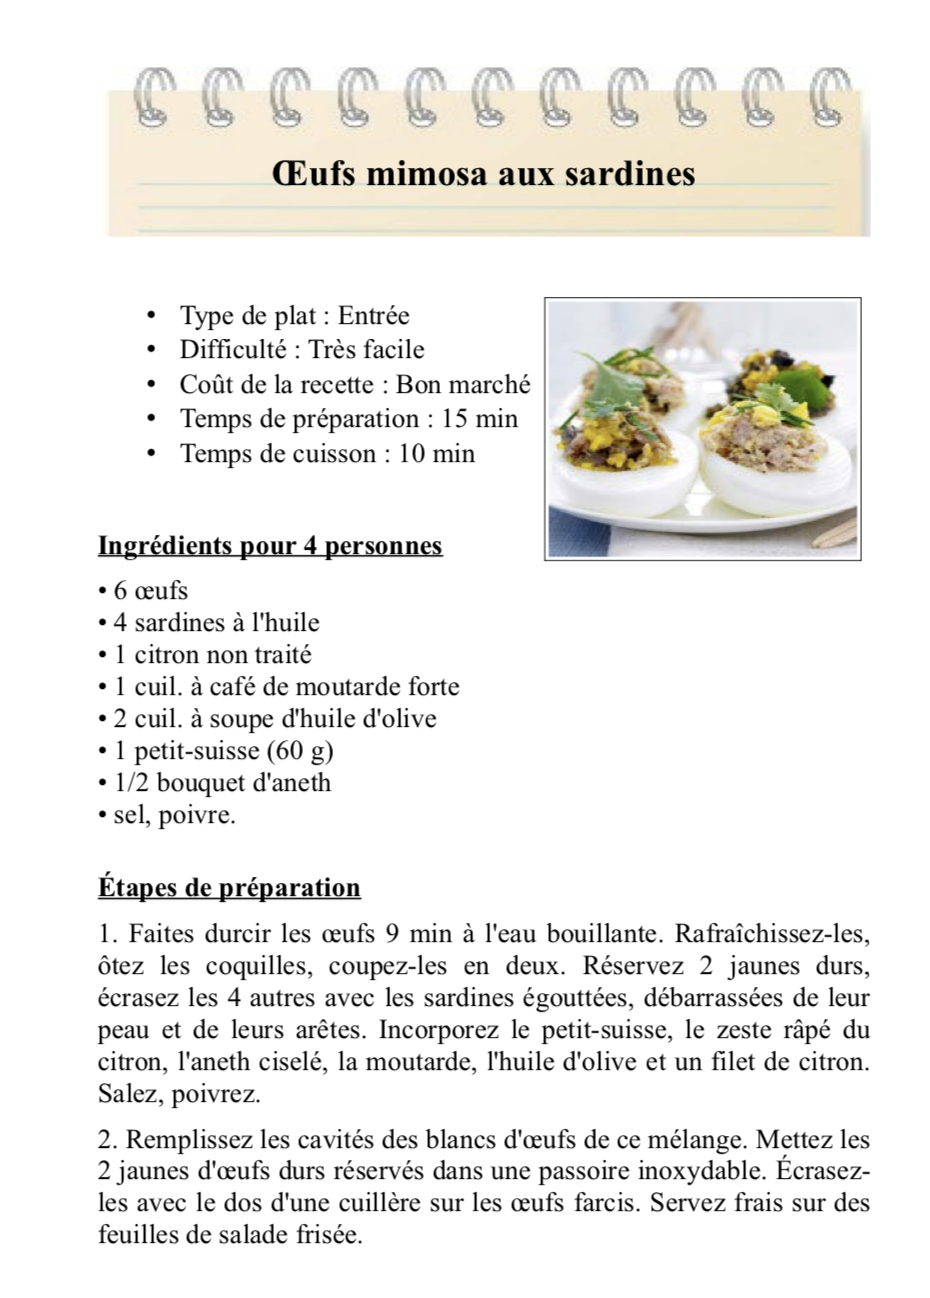 Œufs mimosa aux sardines
• Type de plat : Entrée
• Difficulté : Très facile
• Coût de la recette : Bon marché
• Temps de préparation : 15 min
• Temps de cuisson : 10 min
Ingrédients pour 4 personnes
• 6 œufs
• 4 sardines à l'huile
• 1 citron non traité
• 1 cuil. à café de moutarde forte
• 2 cuil. à soupe d'huile d'olive
• 1 petit-suisse (60 g)
• 1/2 bouquet d'aneth
• sel, poivre.
Étapes de préparation
1. Faites durcir les œufs 9 min à l'eau bouillante. Rafraîchissez-les,
ôtez les coquilles, coupez-les en deux. Réservez 2 jaunes durs,
écrasez les 4 autres avec les sardines égouttées, débarrassées de leur
peau et de leurs arêtes. Incorporez le petit-suisse, le zeste râpé du
citron, l'aneth ciselé, la moutarde, l'huile d'olive et un filet de citron.
Salez, poivrez.
2. Remplissez les cavités des blancs d'œufs de ce mélange. Mettez les
2 jaunes d'œufs durs réservés dans une passoire inoxydable. Écrasez-
les avec le dos d'une cuillère sur les œufs farcis. Servez frais sur des
feuilles de salade frisée.